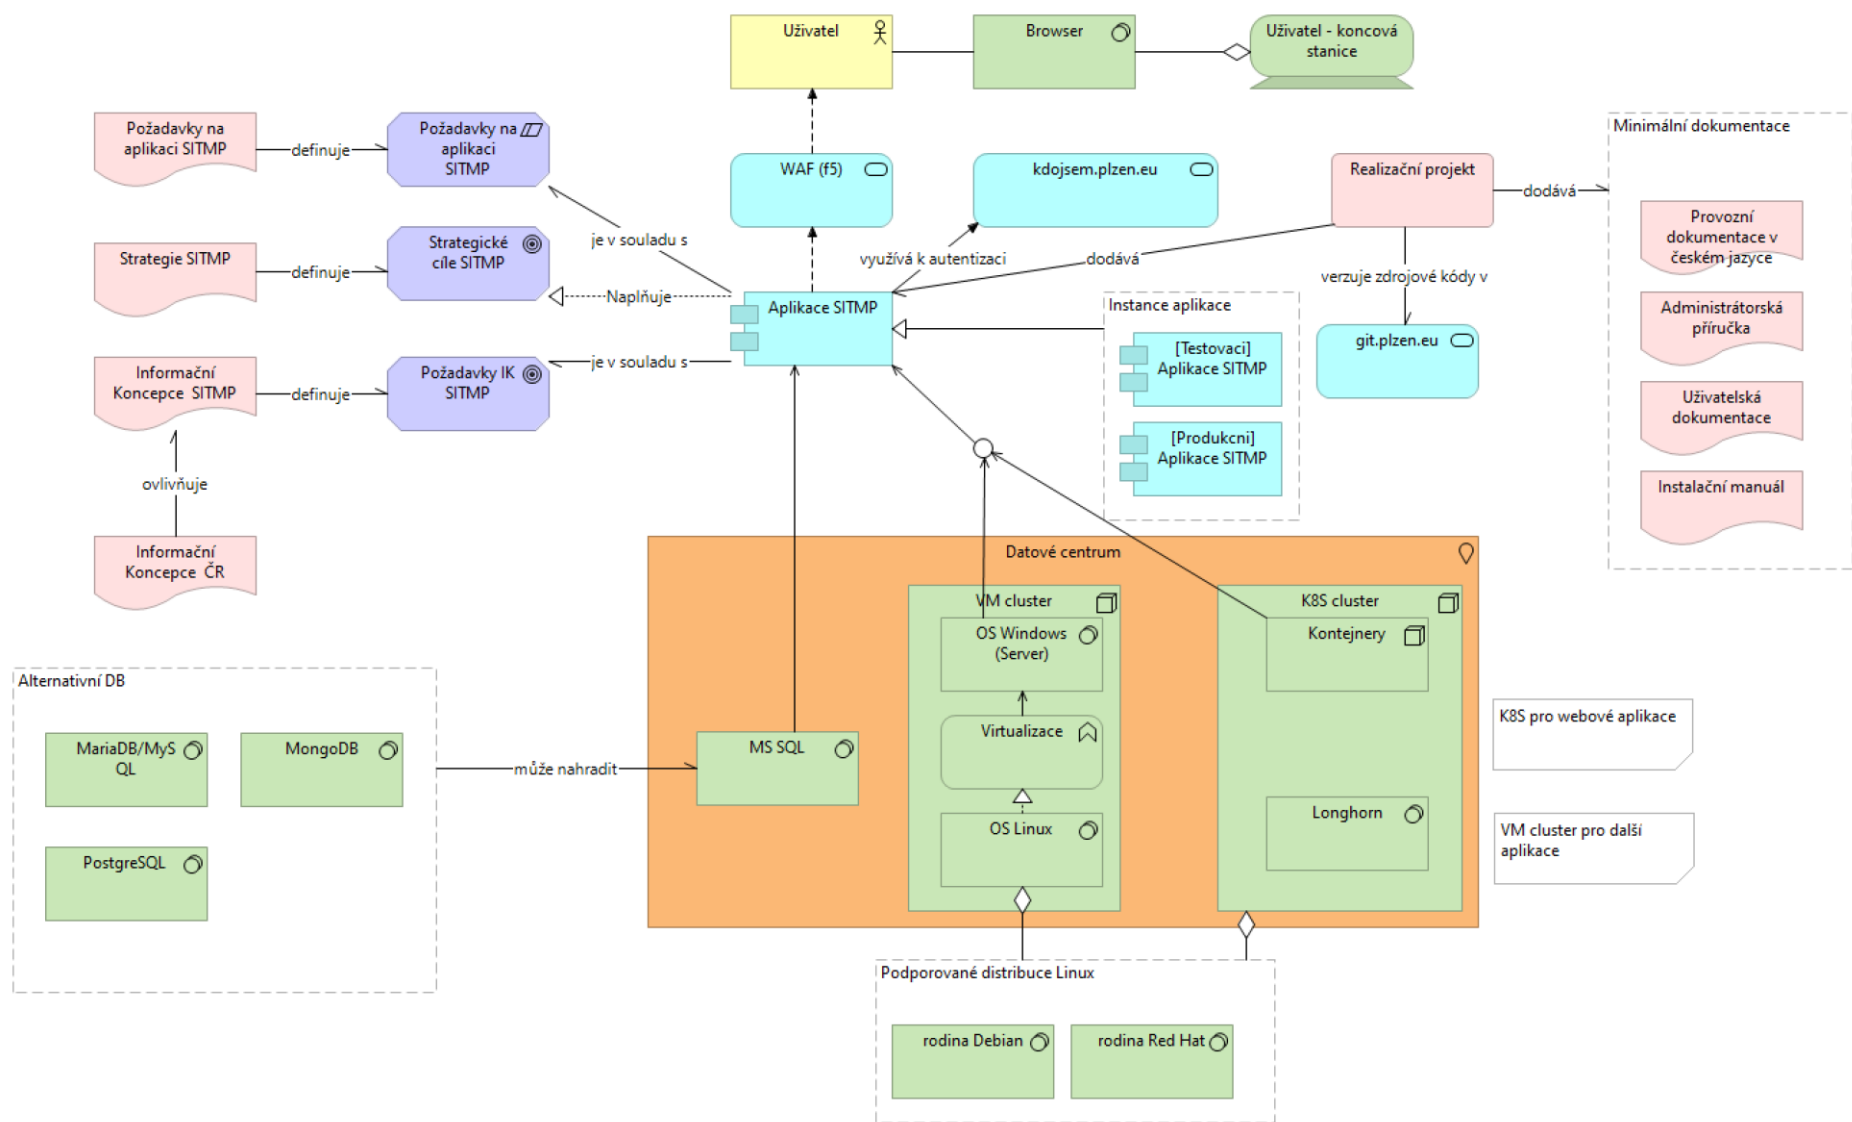 Uživatel
Browser
Uživatel - koncová
stanice
Požadavky na
aplikaci SITMP
definuje
Požadavky na
aplikaci
SITMP
WAF (f5)
kdojsem.plzen.eu
Realizační projekt
dodává
Minimální dokumentace
Provozní
dokumentace v
českém jazyce
Administrátorská
příručka
Uživatelská
dokumentace
Instalační manuál
Strategie SITMP
definuje
Strategické
cíle SITMP
je v souladu s
Naplňuje
využívá k autentizaci
dodává
verzuje zdrojové kódy v
Aplikace SITMP
Instance aplikace
[Testovaci]
Aplikace SITMP
[Produkcni]
Aplikace SITMP
git.plzen.eu
Informační
Koncepce SITMP
definuje
Požadavky IK
SITMP
je v souladu s
ovlivňuje
Informační
Koncepce ČR
Datové centrum
VM cluster
OS Windows
(Server)
Virtualizace
OS Linux
K8S cluster
Kontejnery
Longhorn
MS SQL
Alternativní DB
MariaDB/MyS
QL
MongoDB
PostgreSQL
může nahradit
K8S pro webové aplikace
VM cluster pro další
aplikace
Podporované distribuce Linux
rodina Debian
rodina Red Hat